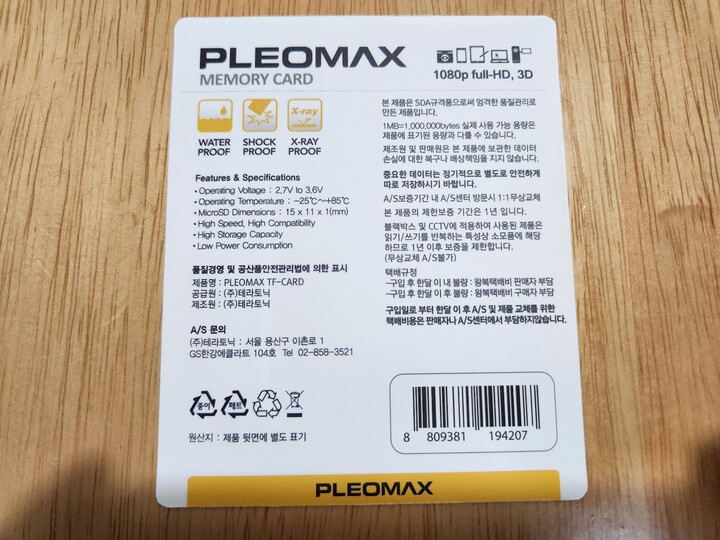 PLEOMAX
MEMORY CARD
1080p full-HD, 3D
X-ray
WATER PROOF
SHOCK PROOF
X-RAY PROOF
Features & Specifications
• Operating Voltage : 2,7V to 3,6V
• Operating Temperature : -25℃~+85℃
• MicroSD Dimensions : 15 x 11 x 1(mm)
• High Speed, High Compatibility
• High Storage Capacity
• Low Power Consumption
품질경영 및 공산품안전관리법에 의한 표시
제품명 : PLEOMAX TF-CARD
공급원 : (주)테라토닉
제조원 : (주)테라토닉
A/S 문의
(주)테라토닉 : 서울 용산구 이촌로 1
GS한강에클라트 104호 Tel 02-858-3521
종이
페트
원산지 : 제품 뒷면에 별도 표기
본 제품은 SDA규격품으로써 엄격한 품질관리로
만든 제품입니다.
1MB=1,000,000bytes 실제 사용 가능 용량은
제품에 표기된 용량과 다를 수 있습니다.
제조원 및 판매원은 본 제품에 보관한 데이터
손실에 대한 복구나 배상책임을 지지 않습니다.
중요한 데이터는 정기적으로 별도로 안전하게
따로 저장하시기 바랍니다.
A/S보증기간 내 A/S센터 방문시 1:1무상교체
본 제품의 제한보증 기간은 1년 입니다.
블랙박스 및 CCTV에 적용하여 사용된 제품은
읽기/쓰기를 반복하는 특성상 소모품에 해당
하므로 1년 이후 보증을 제한합니다.
(무상교체 A/S불가)
택배규정
-구입 후 한달 이 내 불량 : 왕복택배비 판매자 부담
-구입 후 한달 이 후 불량 : 왕복택배비 구매자 부담
구입일로 부터 한달 이 후 A/S 및 제품 교체를 위한
택배비용은 판매자나 A/S센터에서 부담하지않습니다.
8 809381 194207
PLEOMAX